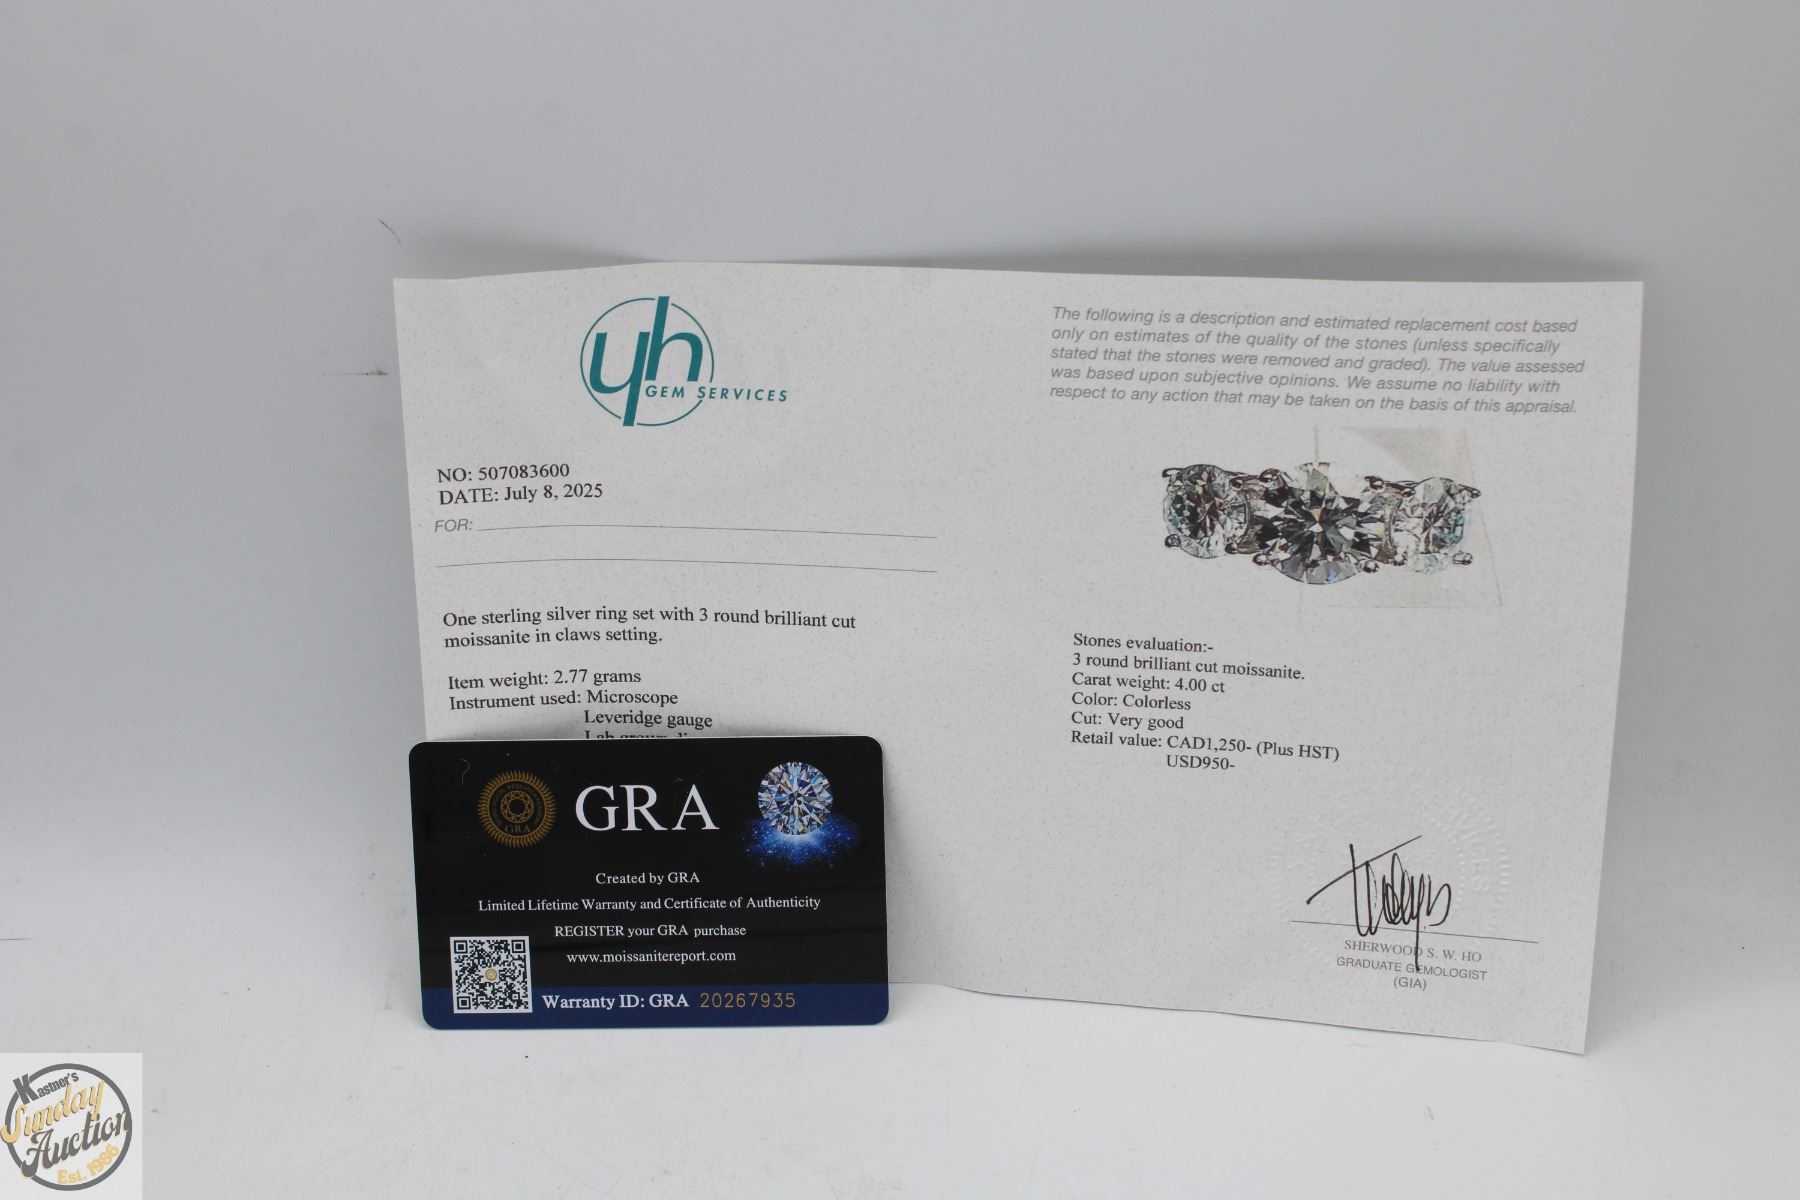 yh
GEM SERVICES
NO: 507083600
DATE: July 8, 2025
FOR:
One sterling silver ring set with 3 round brilliant cut
moissanite in claws setting.
Item weight: 2.77 grams
Instrument used: Microscope
Leveridge gauge
The following is a description and estimated replacement cost based
only on estimates of the quality of the stones (unless specifically
stated that the stones were removed and graded). The value assessed
was based upon subjective opinions. We assume no liability with
respect to any action that may be taken on the basis of this appraisal.
Stones evaluation:-
3 round brilliant cut moissanite.
Carat weight: 4.00 ct
Color: Colorless
Cut: Very good
Retail value: CAD1,250- (Plus HST)
USD950-
SHERWOOD S. W. HO
GRADUATE GEMOLOGIST
(GIA)
GRA
GRA
Created by GRA
Limited Lifetime Warranty and Certificate of Authenticity
REGISTER your GRA purchase
www.moissanitereport.com
Warranty ID: GRA 20267935
Kastner's
Sunday
Auction
Est. 1986